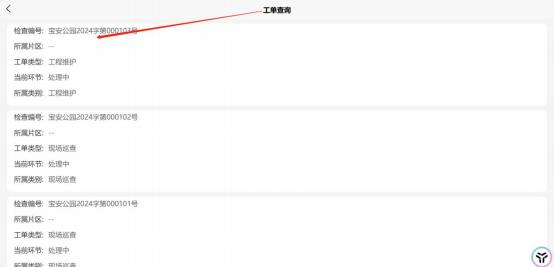 工单查询
检查编号: 宝安公园2024字第000103号
所属片区: --
工单类型: 工程维护
当前环节: 处理中
所属类别: 工程维护
检查编号: 宝安公园2024字第000102号
所属片区: --
工单类型: 现场巡查
当前环节: 处理中
所属类别: 现场巡查
检查编号: 宝安公园2024字第000101号
所属片区: --
工单类型: 现场巡查
当前环节: 处理中
所属类别: 现场巡查